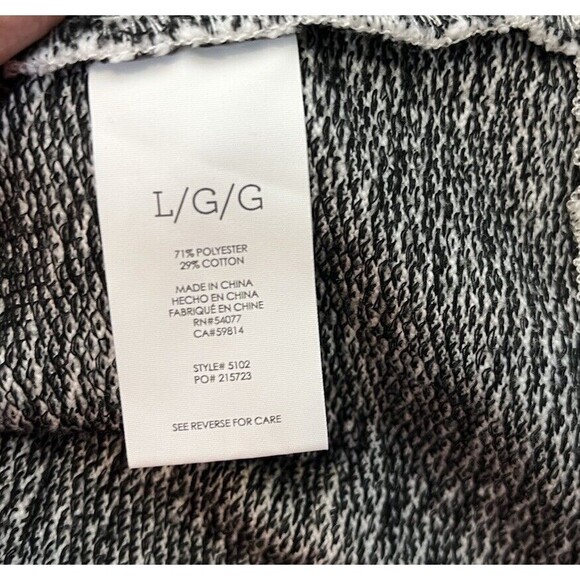 L/G/G
71% POLYESTER
29% COTTON
MADE IN CHINA
HECHO EN CHINA
FABRIQUÉ EN CHINE
RN#54077
CA#59814
STYLE# 5102
PO# 215723
SEE REVERSE FOR CARE